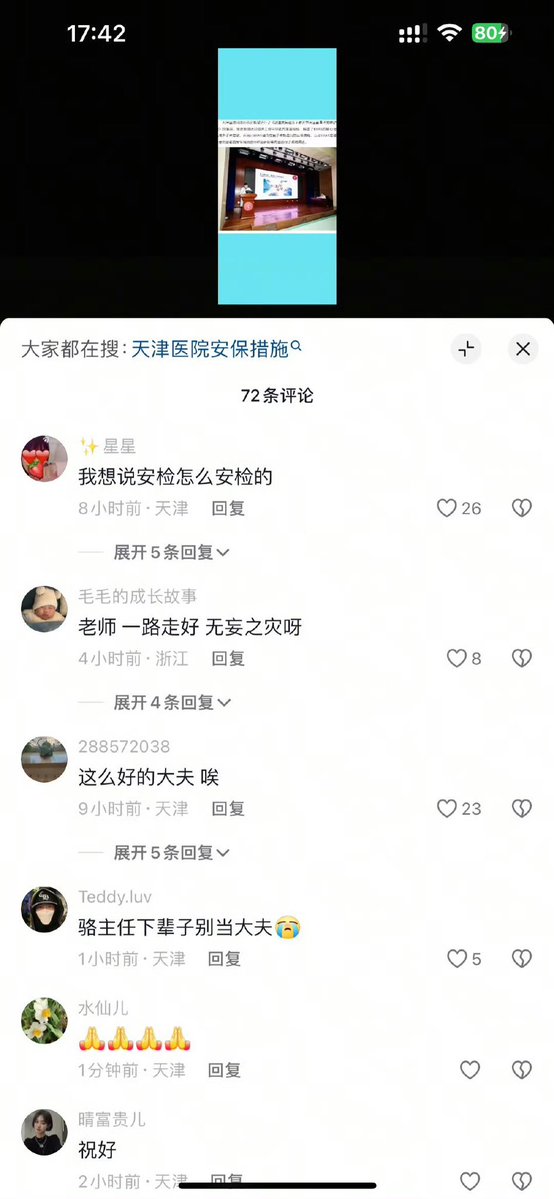 17:42
80
大家都在搜：天津医院安保措施
72条评论
✨星星
我想说安检怎么安检的
8小时前·天津 回复
26
展开5条回复
毛毛的成长故事
老师 一路走好 无妄之灾呀
4小时前·浙江 回复
8
展开4条回复
288572038
这么好的大夫 唉
9小时前·天津 回复
23
展开5条回复
Teddy.luv
骆主任下辈子别当大夫😭
1小时前·天津 回复
5
水仙儿
🙏🙏🙏🙏
1分钟前·天津 回复
晴富贵儿
祝好
2小时前·天津 回复